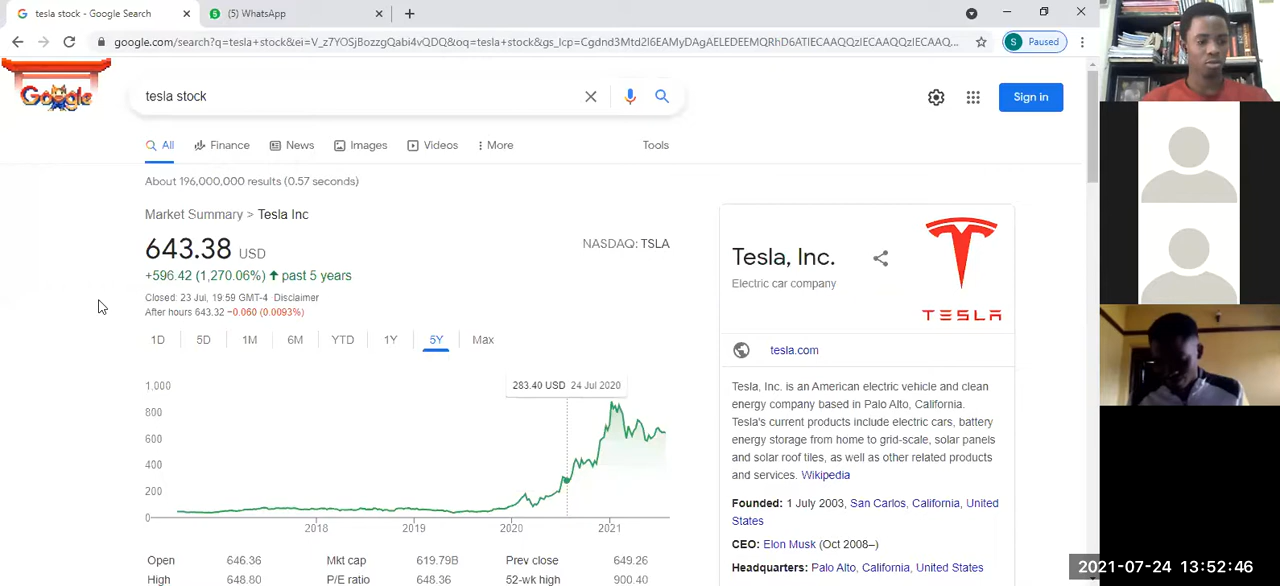 tesla stock - Google Search
(5) WhatsApp
google.com/search?q=tesla+stock&ei=V_z7YOSjBozzgQabi4vQDQ&oq=tesla+stock&gs_lcp=Cgdnd3Mtd2l6EAMyDAgAELEDEEMQRhD6ATIECAAQQzIECAAQQzIECAAQ...
S Paused
Google
tesla stock
Sign in
All
Finance
News
Images
Videos
More
Tools
About 196,000,000 results (0.57 seconds)
Market Summary > Tesla Inc
643.38 USD
NASDAQ: TSLA
+596.42 (1,270.06%) ↑ past 5 years
Closed: 23 Jul, 19:59 GMT-4 Disclaimer
After hours 643.32 −0.060 (0.0093%)
1D 5D 1M 6M YTD 1Y 5Y Max
283.40 USD 24 Jul 2020
1,000
800
600
400
200
0
2018 2019 2020 2021
Open 646.36 Mkt cap 619.79B Prev close 649.26
High 648.80 P/E ratio 648.36 52-wk high 900.40
Tesla, Inc.
Electric car company
TESLA
tesla.com
Tesla, Inc. is an American electric vehicle and clean
energy company based in Palo Alto, California.
Tesla's current products include electric cars, battery
energy storage from home to grid-scale, solar panels
and solar roof tiles, as well as other related products
and services. Wikipedia
Founded: 1 July 2003, San Carlos, California, United
States
CEO: Elon Musk (Oct 2008–)
Headquarters: Palo Alto, California, United States
2021-07-24 13:52:46